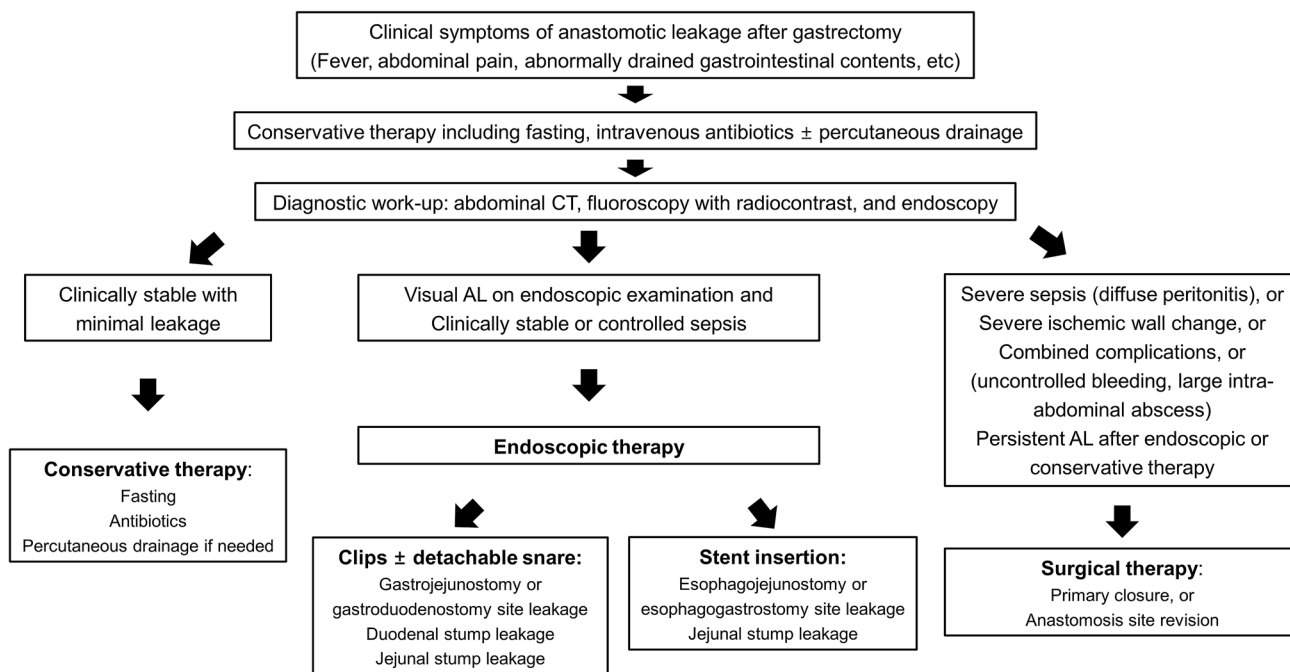 Clinical symptoms of anastomotic leakage after gastrectomy
(Fever, abdominal pain, abnormally drained gastrointestinal contents, etc)
Conservative therapy including fasting, intravenous antibiotics ± percutaneous drainage
Diagnostic work-up: abdominal CT, fluoroscopy with radiocontrast, and endoscopy
Clinically stable with
minimal leakage
Visual AL on endoscopic examination and
Clinically stable or controlled sepsis
Severe sepsis (diffuse peritonitis), or
Severe ischemic wall change, or
Combined complications, or
(uncontrolled bleeding, large intra-
abdominal abscess)
Persistent AL after endoscopic or
conservative therapy
Endoscopic therapy
Conservative therapy:
Fasting
Antibiotics
Percutaneous drainage if needed
Clips ± detachable snare:
Gastrojejunostomy or
gastroduodenostomy site leakage
Duodenal stump leakage
Jejunal stump leakage
Stent insertion:
Esophagojejunostomy or
esophagogastrostomy site leakage
Jejunal stump leakage
Surgical therapy:
Primary closure, or
Anastomosis site revision